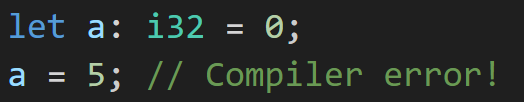 let a: i32 = 0;
a = 5; // Compiler error!